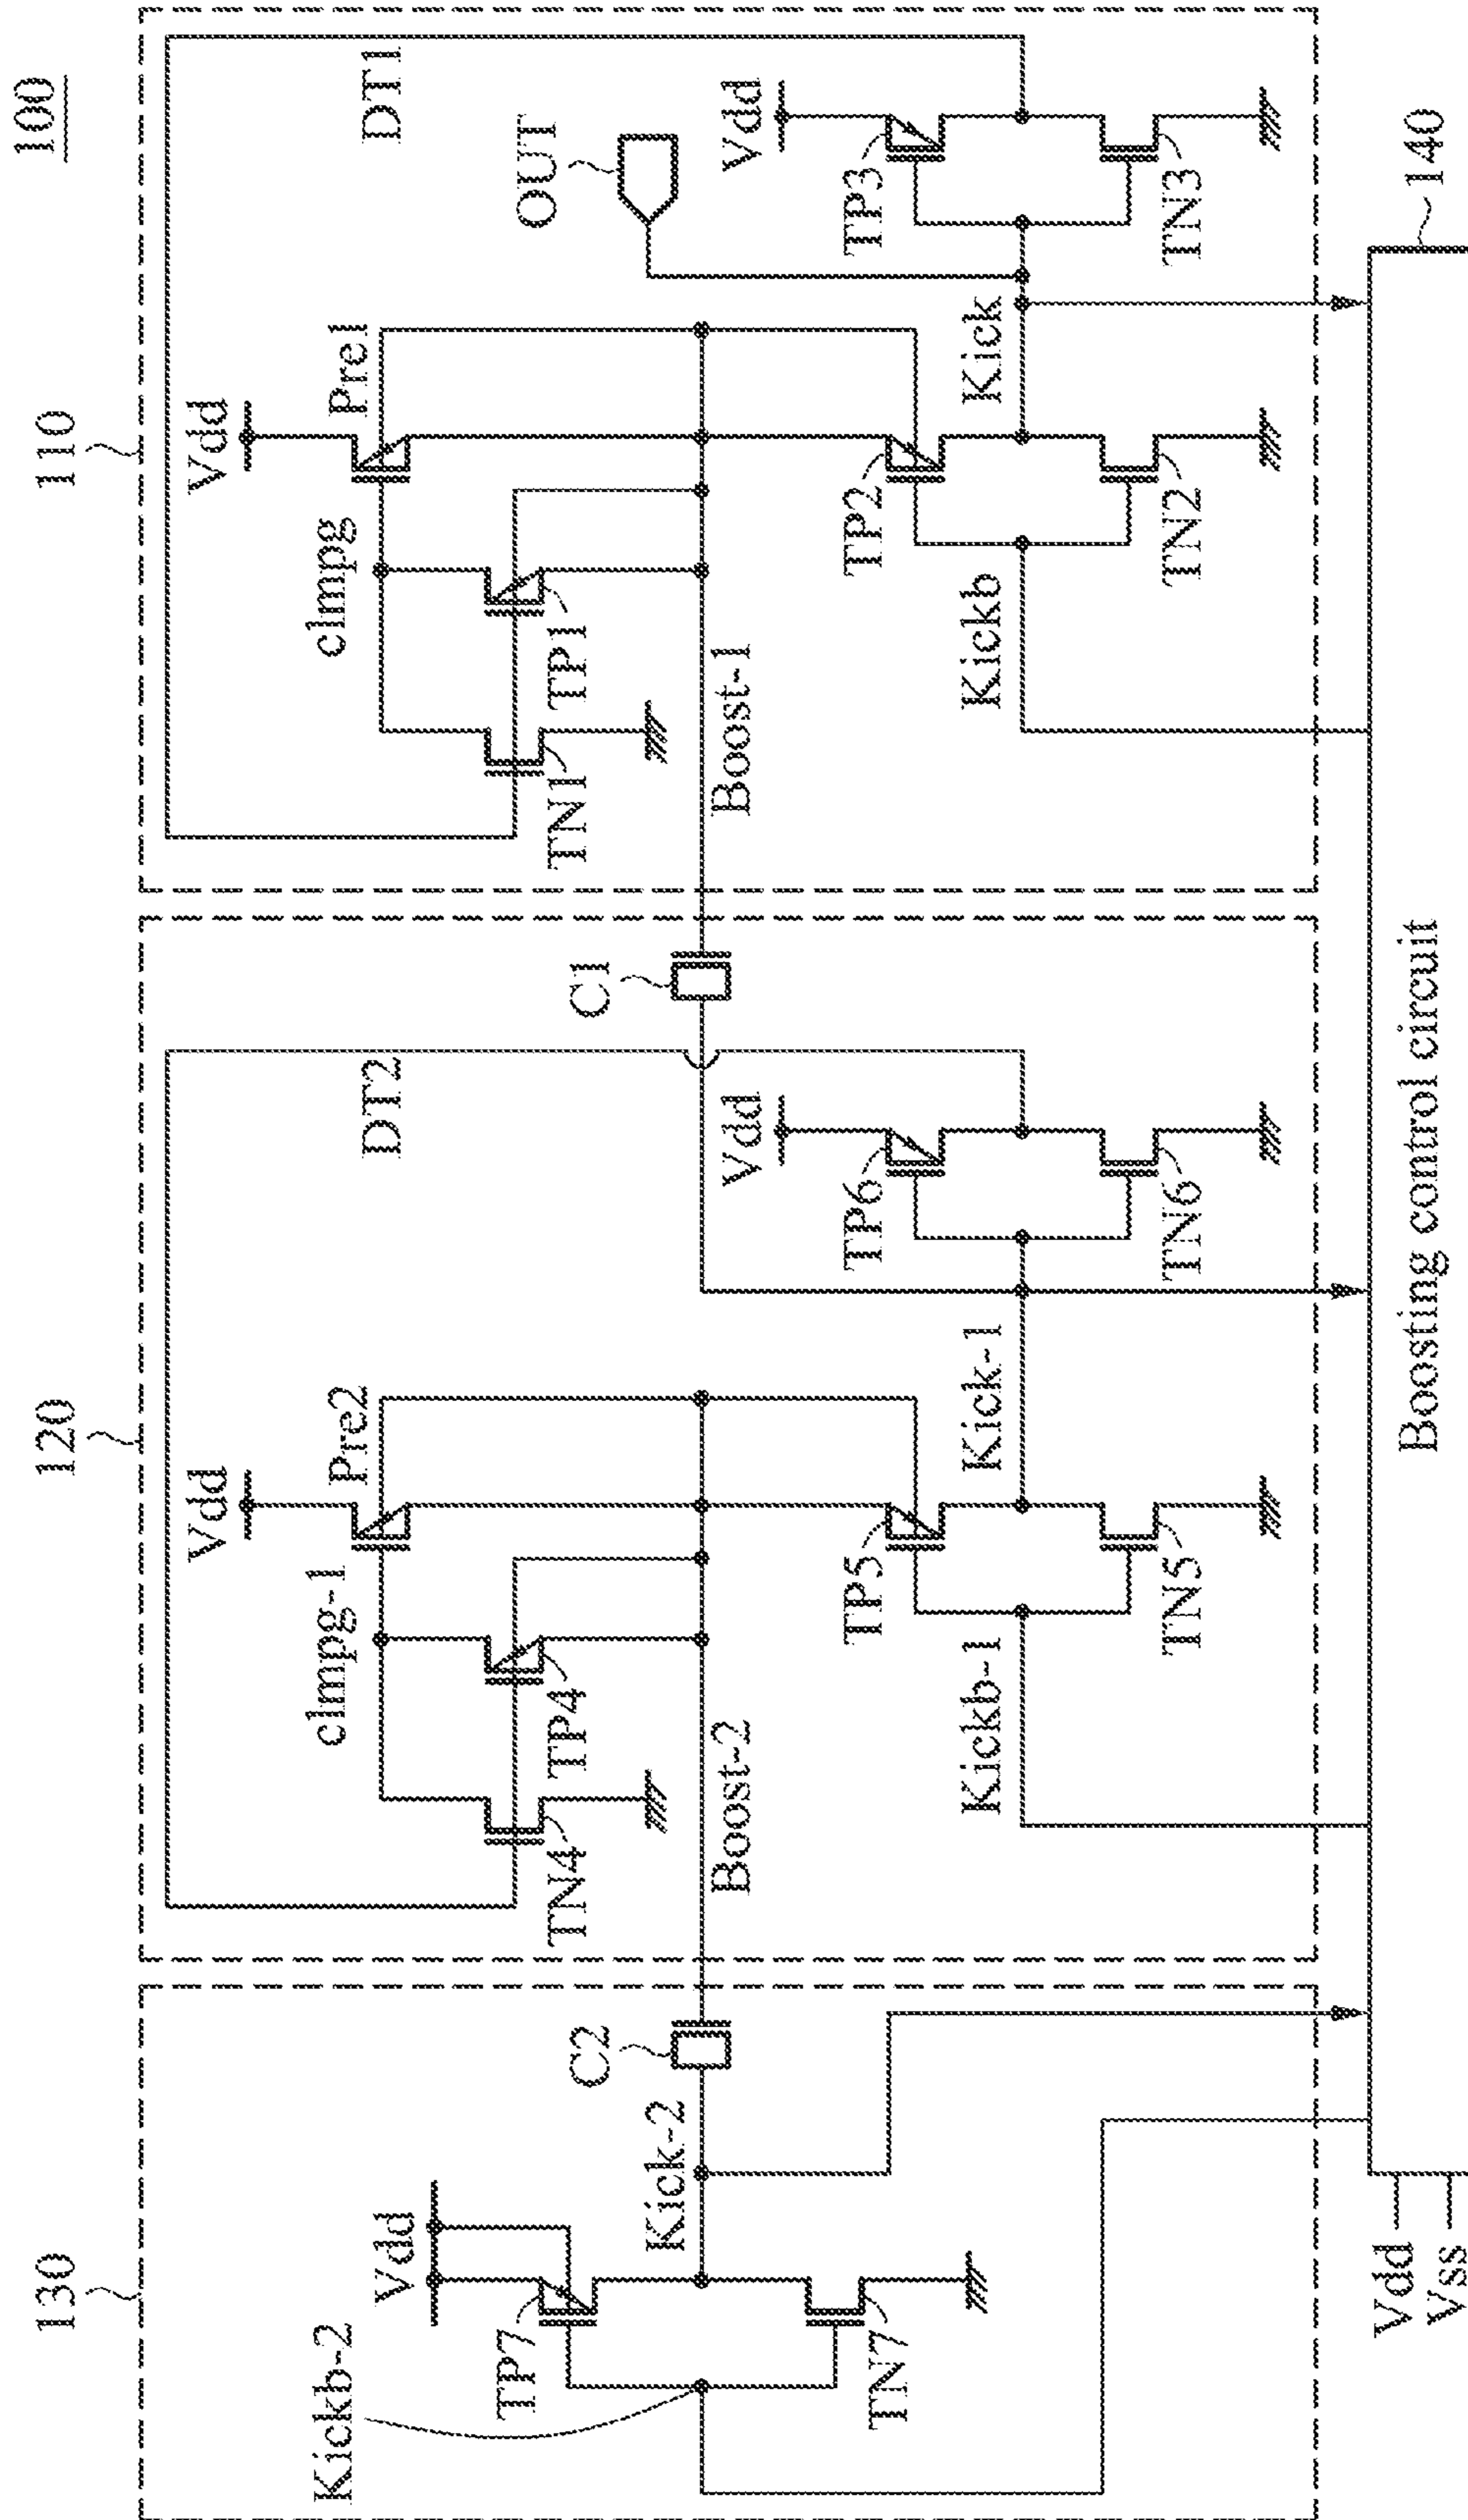 100
130
120
110
Vdd
Kickb-2
TP7
TN7
Kick-2
C2
Vdd
Pre2
clmpg-1
DT2
TN4
TP4
Boost-2
Vdd
TP5
TP6
Kickb-1
Kick-1
TN5
TN6
C1
Vdd
Pre1
clmpg
DT1
OUT
TN1
TP1
Boost-1
Vdd
TP2
TP3
Kickb
Kick
TN2
TN3
Vdd
Vss
Boosting control circuit
140